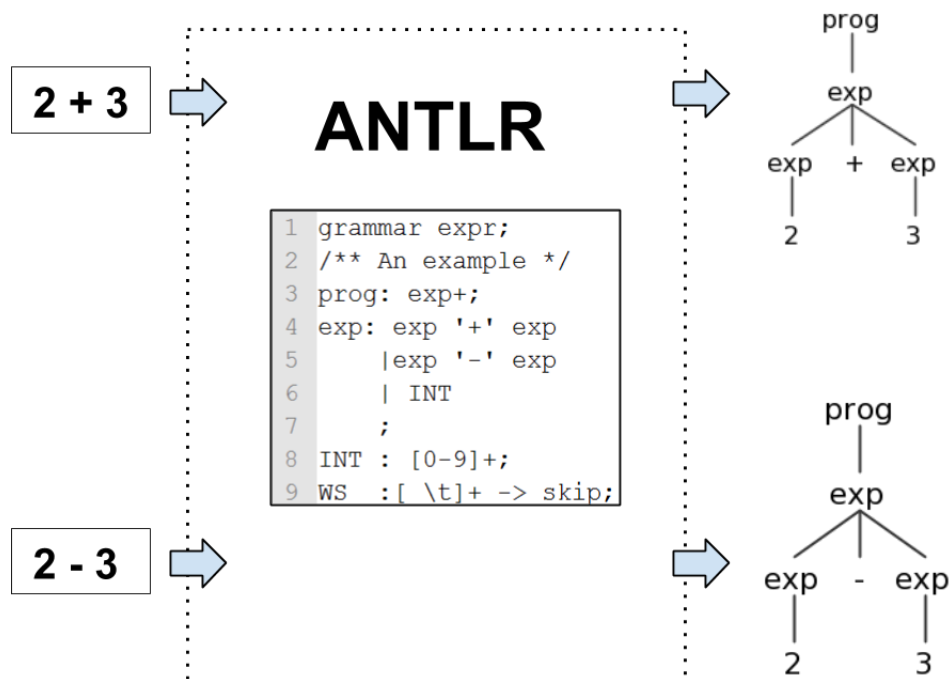 prog
2 + 3
exp
ANTLR
exp + exp
2 3
1 grammar expr;
2 /** An example */
3 prog: exp+;
4 exp: exp '+' exp
5     |exp '-' exp
6     | INT
7     ;
8 INT : [0-9]+;
9 WS  :[ \t]+ -> skip;
prog
exp
2 - 3
exp - exp
2 3